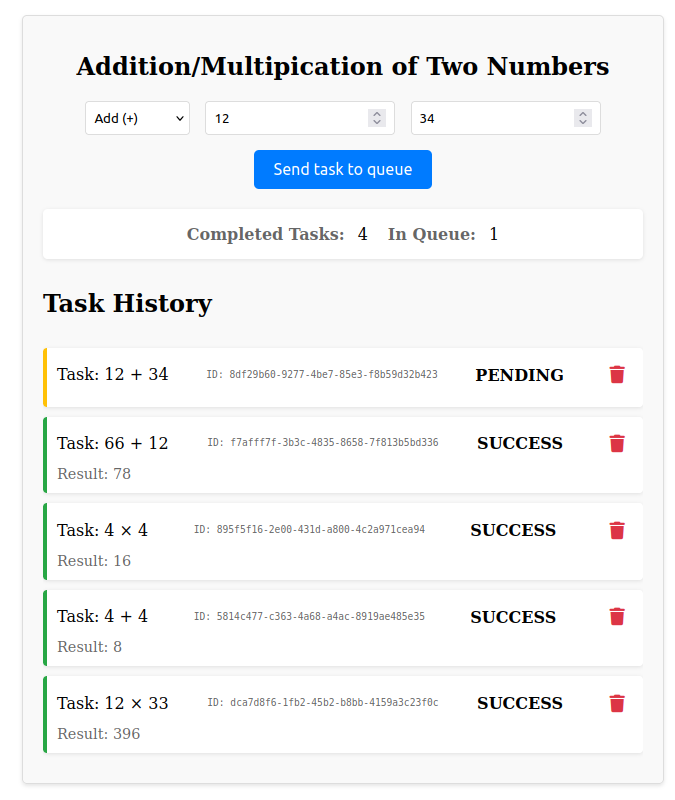 Addition/Multipication of Two Numbers
Add (+) 12 34
Send task to queue
Completed Tasks: 4 In Queue: 1
Task History
Task: 12 + 34 ID: 8df29b60-9277-4be7-85e3-f8b59d32b423 PENDING
Task: 66 + 12 ID: f7afff7f-3b3c-4835-8658-7f813b5bd336 SUCCESS
Result: 78
Task: 4 × 4 ID: 895f5f16-2e00-431d-a800-4c2a971cea94 SUCCESS
Result: 16
Task: 4 + 4 ID: 5814c477-c363-4a68-a4ac-8919ae485e35 SUCCESS
Result: 8
Task: 12 × 33 ID: dca7d8f6-1fb2-45b2-b8bb-4159a3c23f0c SUCCESS
Result: 396